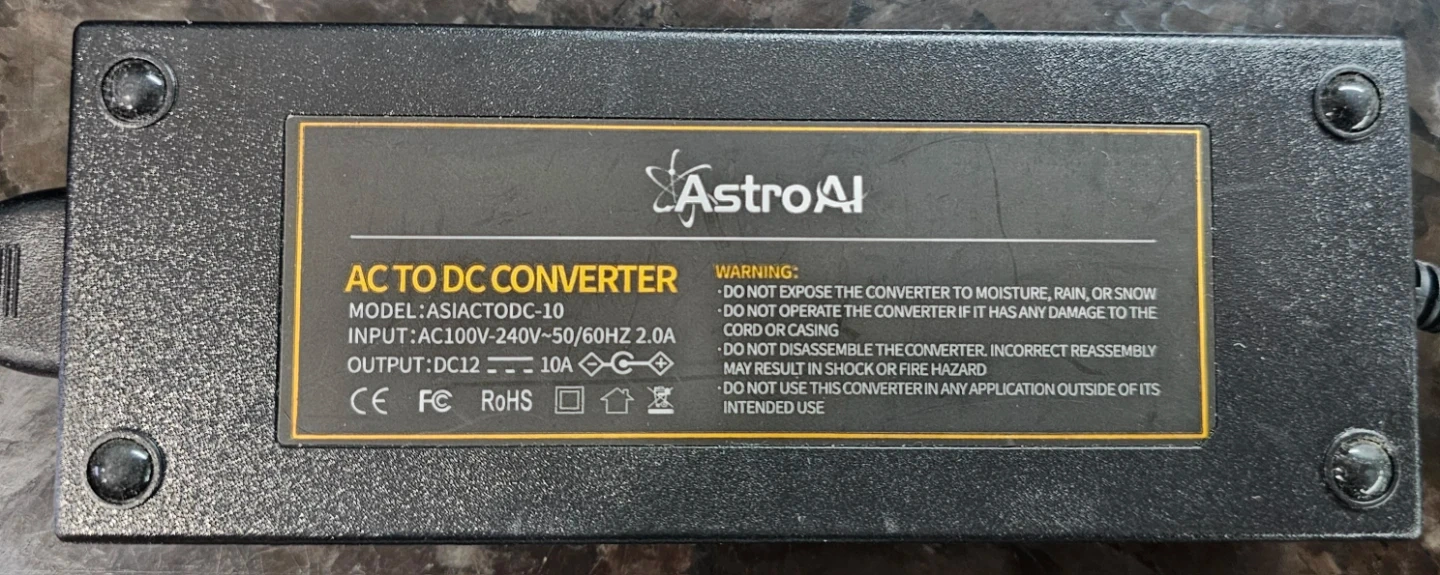 AstroAI
AC TO DC CONVERTER
MODEL:ASIACTODC-10
INPUT:AC100V-240V~50/60HZ 2.0A
OUTPUT:DC12 ⎓ 10A
CE FC RoHS
WARNING:
·DO NOT EXPOSE THE CONVERTER TO MOISTURE, RAIN, OR SNOW
·DO NOT OPERATE THE CONVERTER IF IT HAS ANY DAMAGE TO THE
CORD OR CASING
·DO NOT DISASSEMBLE THE CONVERTER. INCORRECT REASSEMBLY
MAY RESULT IN SHOCK OR FIRE HAZARD
·DO NOT USE THIS CONVERTER IN ANY APPLICATION OUTSIDE OF ITS
INTENDED USE